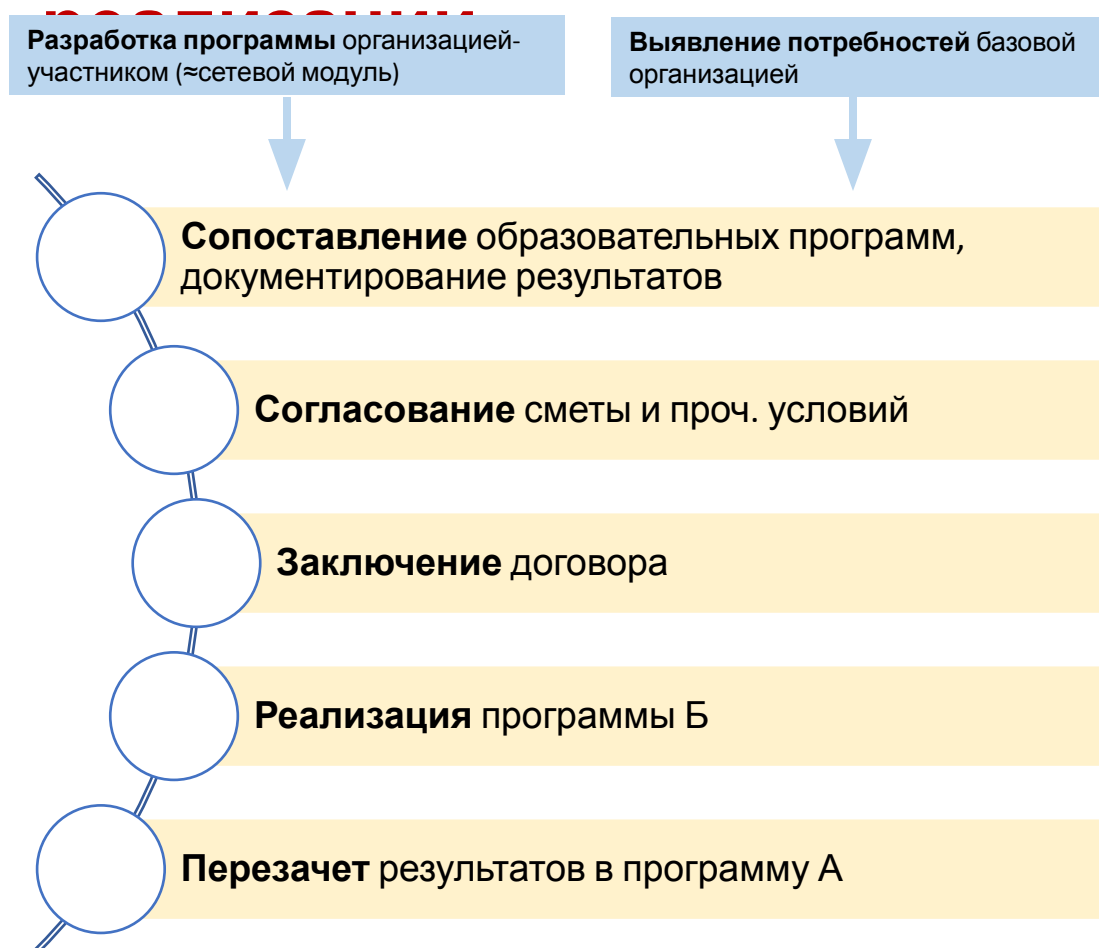 Разработка программы организацией-
участником (≈сетевой модуль)
Выявление потребностей базовой
организацией
Сопоставление образовательных программ,
документирование результатов
Согласование сметы и проч. условий
Заключение договора
Реализация программы Б
Перезачет результатов в программу А